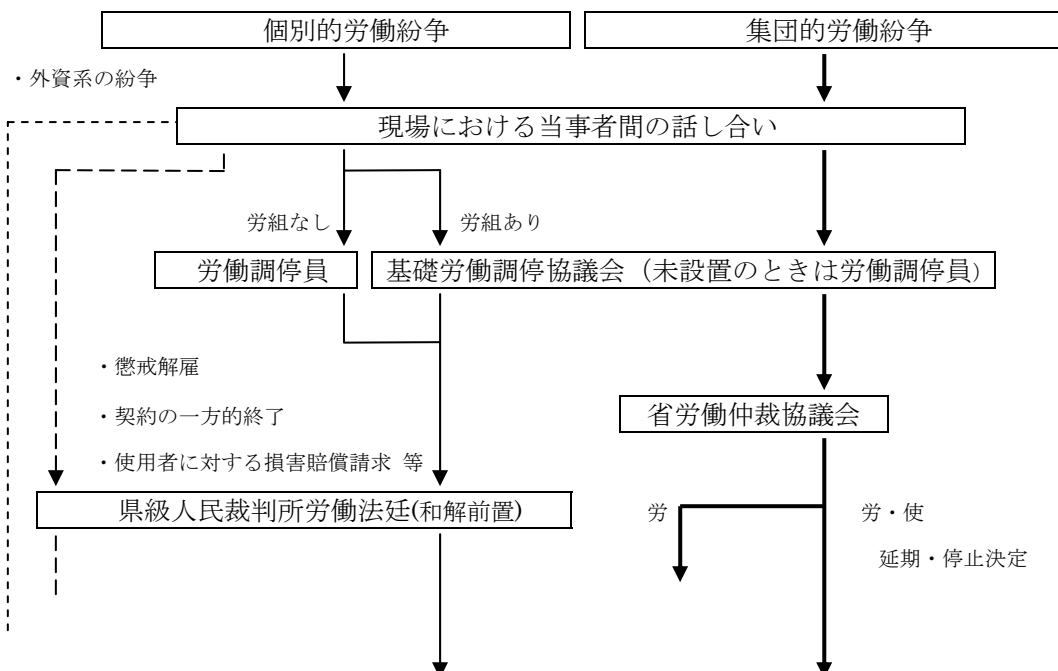 個別的労働紛争
集団的労働紛争
・外資系の紛争
現場における当事者間の話し合い
労組なし
労組あり
労働調停員
基礎労働調停協議会（未設置のときは労働調停員）
・懲戒解雇
・契約の一方的終了
・使用者に対する損害賠償請求 等
省労働仲裁協議会
県級人民裁判所労働法廷(和解前置)
労
労・使
延期・停止決定